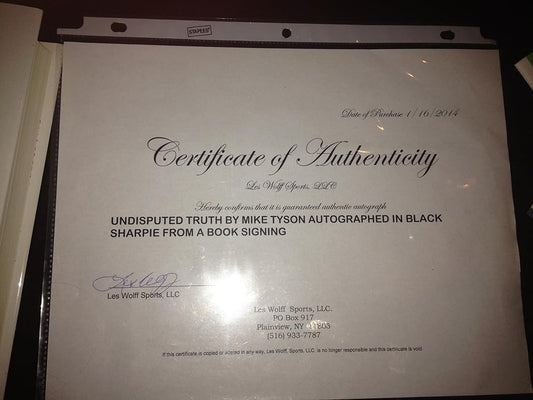 STAPLES
Date of Purchase 1/16/2014
Certificate of Authenticity
Les Wolff Sports, LLC
Hereby confirms that it is guaranteed authentic autograph
UNDISPUTED TRUTH BY MIKE TYSON AUTOGRAPHED IN BLACK
SHARPIE FROM A BOOK SIGNING
Les Wolff Sports, LLC
Les Wolff Sports, LLC.
PO Box 917
Plainview, NY 11803
(516) 933-7787
If this certificate is copied or altered in any way, Les Wolff, Sports, LLC. is no longer responsible and this certificate is void.